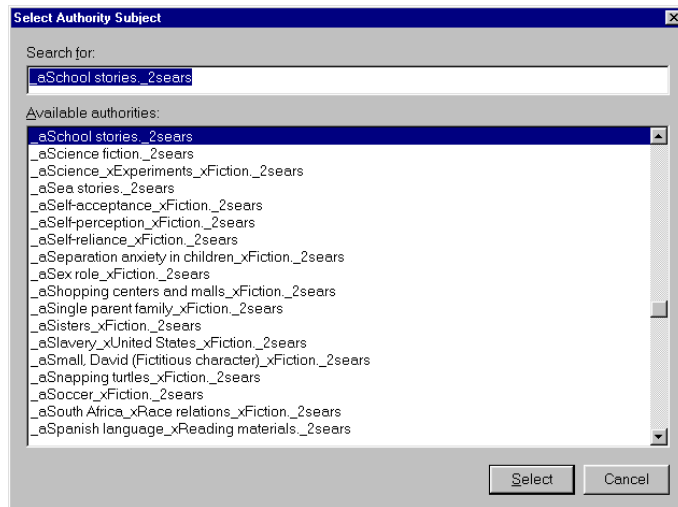 Select Authority Subject
Search for:
_aSchool stories._2sears
Available authorities:
_aSchool stories._2sears
_aScience fiction._2sears
_aScience_xExperiments_xFiction._2sears
_aSea stories._2sears
_aSelf-acceptance_xFiction._2sears
_aSelf-perception_xFiction._2sears
_aSelf-reliance_xFiction._2sears
_aSeparation anxiety in children_xFiction._2sears
_aSex role_xFiction._2sears
_aShopping centers and malls_xFiction._2sears
_aSingle parent family_xFiction._2sears
_aSisters_xFiction._2sears
_aSlavery_xUnited States_xFiction._2sears
_aSmall, David (Fictitious character)_xFiction._2sears
_aSnapping turtles_xFiction._2sears
_aSoccer_xFiction._2sears
_aSouth Africa_xRace relations_xFiction._2sears
_aSpanish language_xReading materials._2sears
Select Cancel